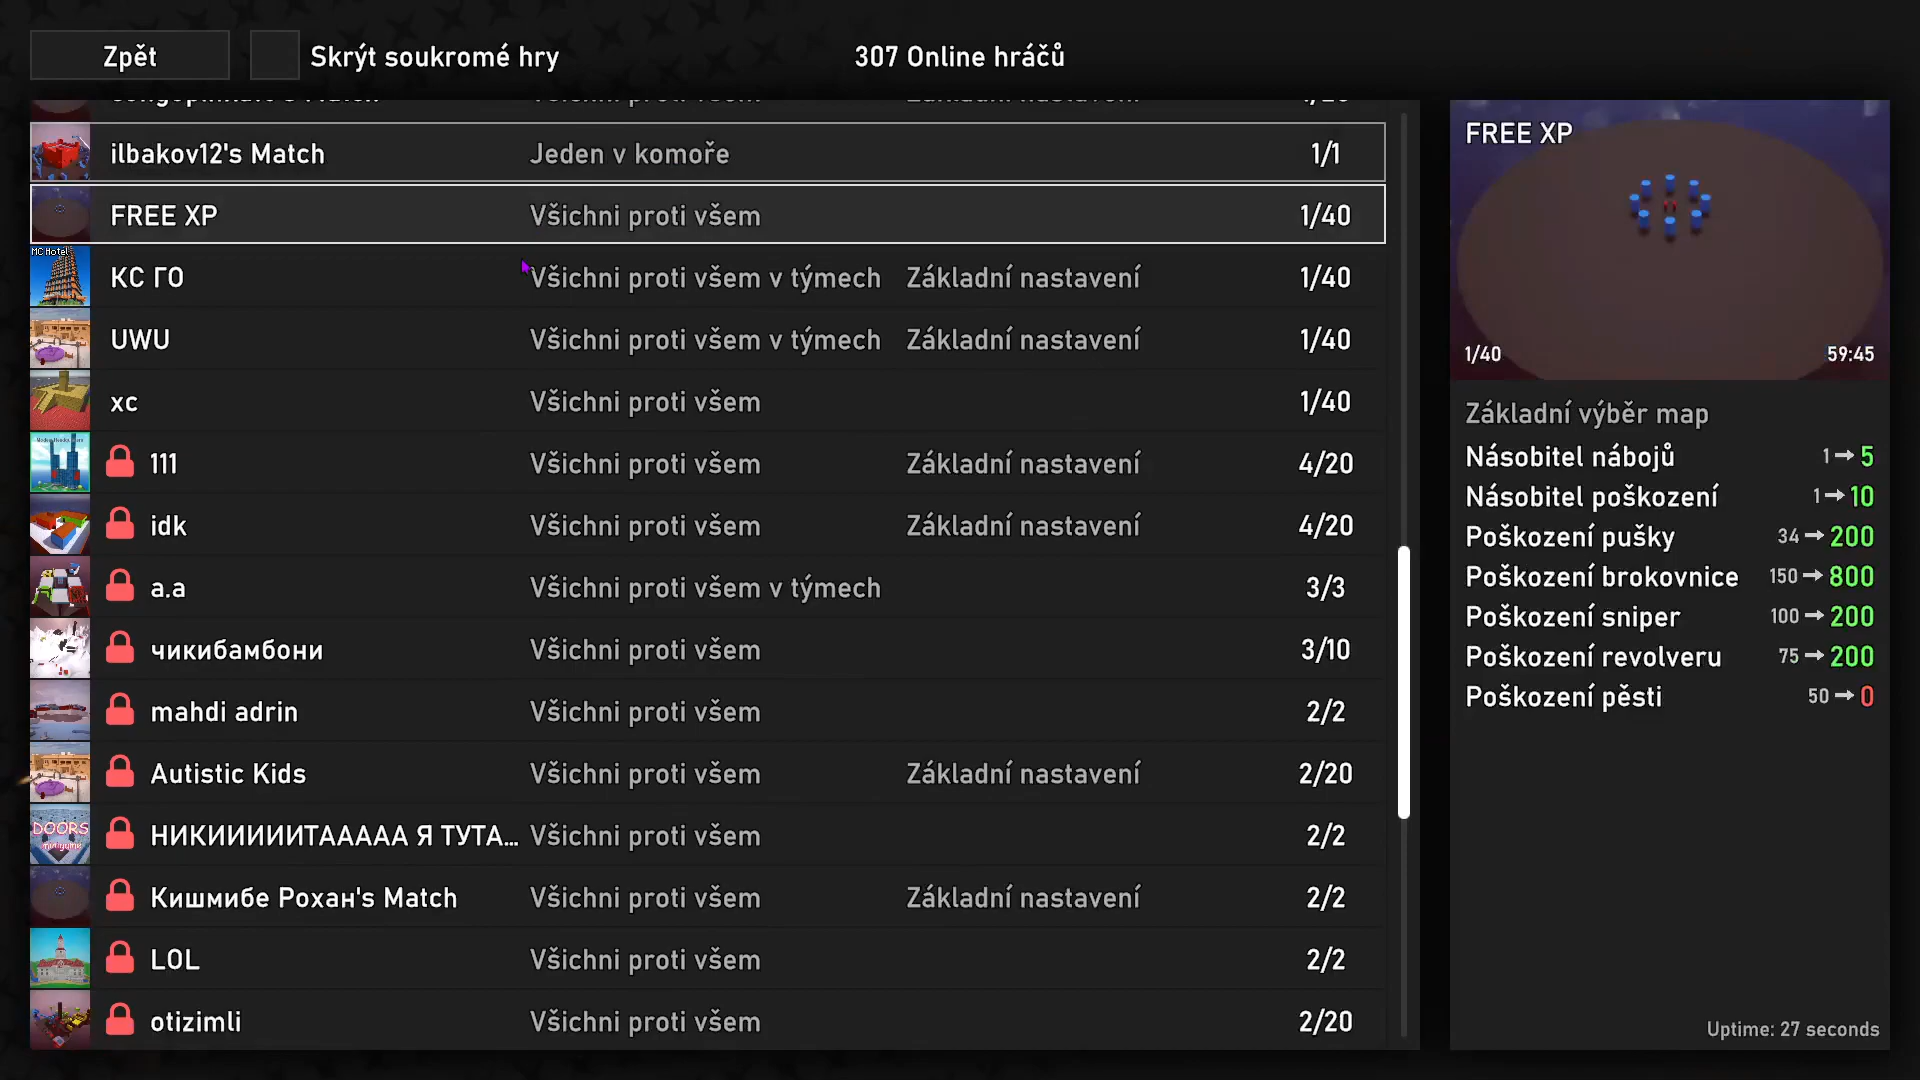 Zpět
Skrýt soukromé hry
307 Online hráčů
ilbakov12's Match Jeden v komoře 1/1
FREE XP Všichni proti všem 1/40
MC Hotel
КС ГО Všichni proti všem v týmech Základní nastavení 1/40
UWU Všichni proti všem v týmech Základní nastavení 1/40
xc Všichni proti všem 1/40
111 Všichni proti všem Základní nastavení 4/20
idk Všichni proti všem Základní nastavení 4/20
a.a Všichni proti všem v týmech 3/3
чикибамбони Všichni proti všem 3/10
mahdi adrin Všichni proti všem 2/2
Autistic Kids Všichni proti všem Základní nastavení 2/20
DOORS
НИКИИИИИТААААА Я ТУТА... Všichni proti všem 2/2
Кишмибе Рохан's Match Všichni proti všem Základní nastavení 2/2
LOL Všichni proti všem 2/2
otizimli Všichni proti všem 2/20
FREE XP
1/40 59:45
Základní výběr map
Násobitel nábojů 1→5
Násobitel poškození 1→10
Poškození pušky 34→200
Poškození brokovnice 150→800
Poškození sniper 100→200
Poškození revolveru 75→200
Poškození pěsti 50→0
Uptime: 27 seconds